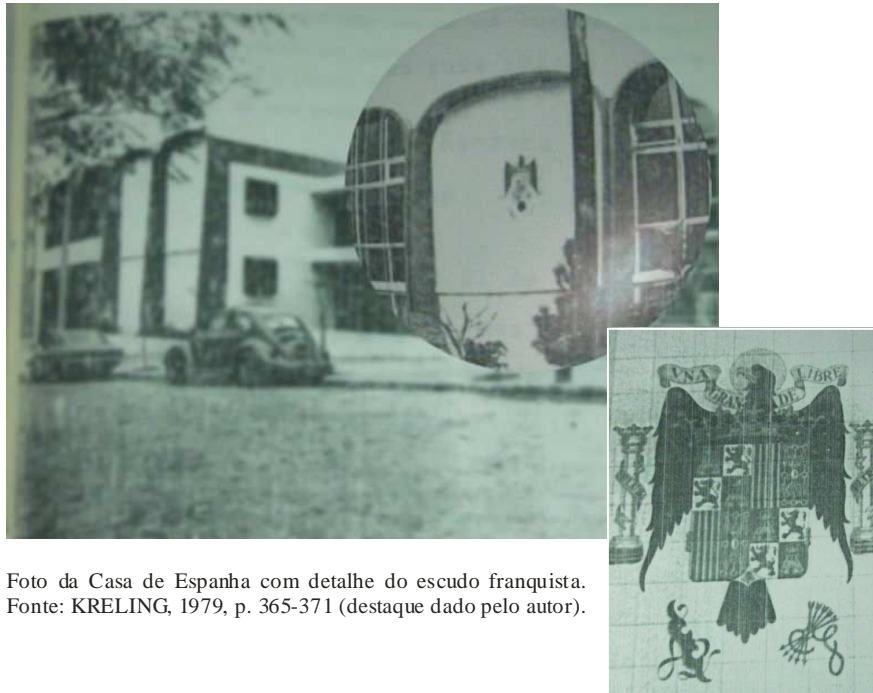 VNA GRANDE LIBRE
Foto da Casa de Espanha com detalhe do escudo franquista.
Fonte: KRELING, 1979, p. 365-371 (destaque dado pelo autor).